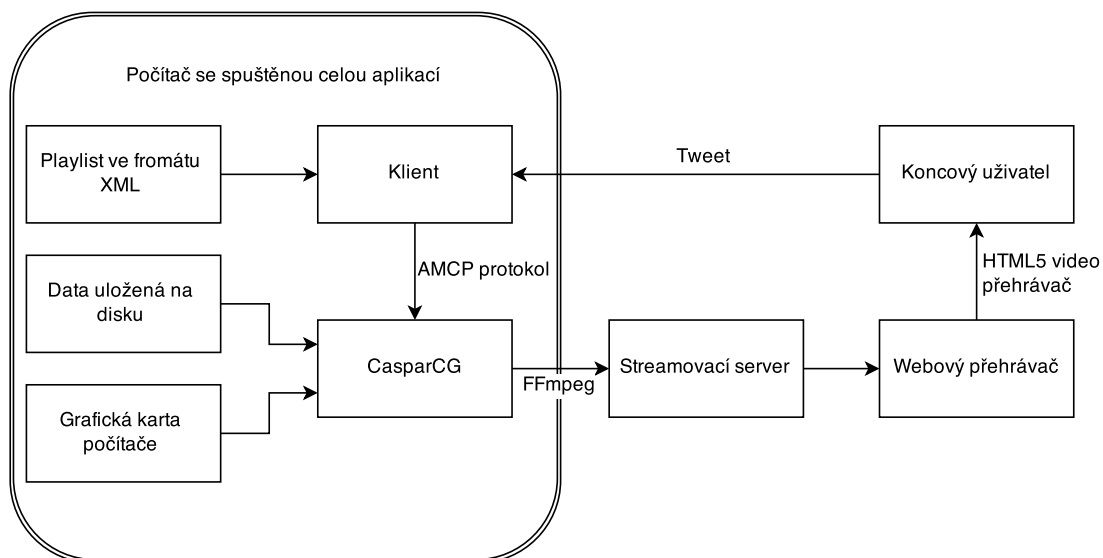 Počítač se spuštěnou celou aplikací
Playlist ve fromátu
XML
Klient
Tweet
Koncový uživatel
AMCP protokol
HTML5 video
přehrávač
Data uložená na
disku
CasparCG
FFmpeg
Streamovací server
Webový přehrávač
Grafická karta
počítače